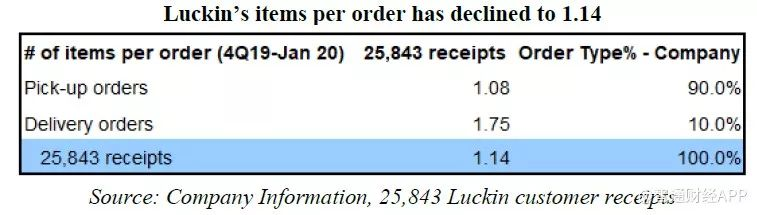 Luckin's items per order has declined to 1.14
# of items per order (4Q19-Jan 20) 25,843 receipts Order Type% - Company
Pick-up orders 1.08 90.0%
Delivery orders 1.75 10.0%
25,843 receipts 1.14 100.0%
Source: Company Information, 25,843 Luckin customer receipts